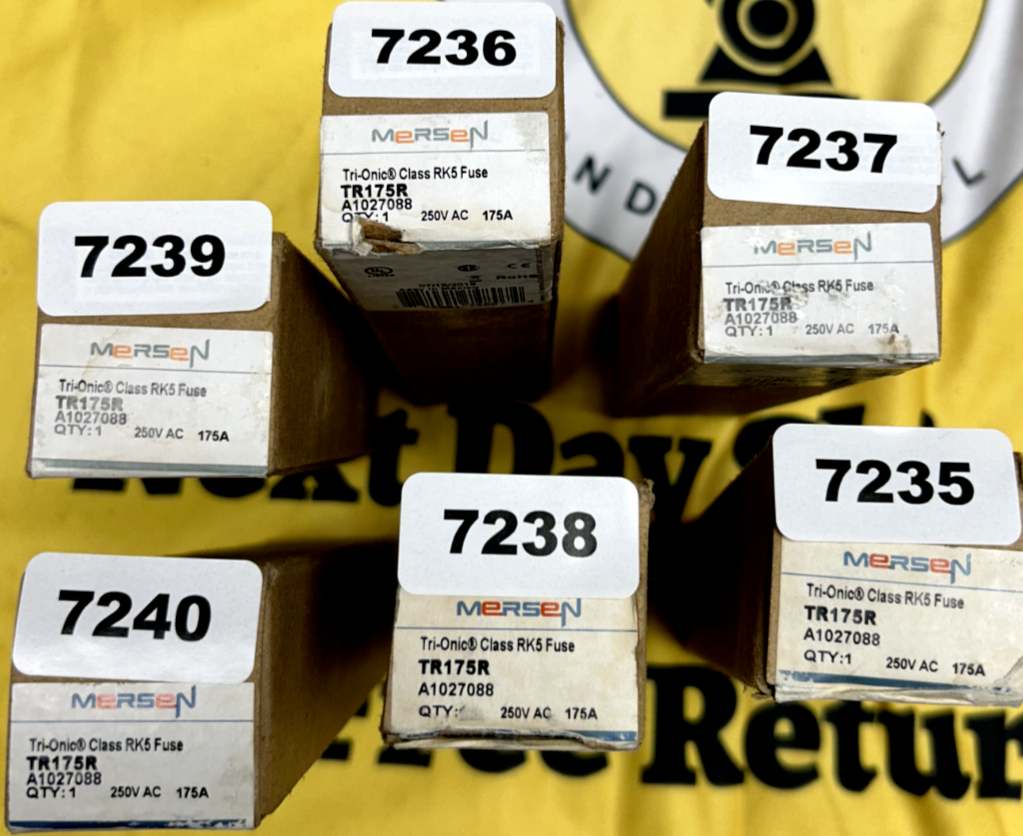 7236
MERSEN
Tri-Onic® Class RK5 Fuse
TR175R
A1027088
QTY: 1 250V AC 175A
CE
RoHS
7237
MERSEN
Tri-Onic® Class RK5 Fuse
TR175R
A1027088
QTY: 1 250V AC 175A
N D L
7239
MERSEN
Tri-Onic® Class RK5 Fuse
TR175R
A1027088
QTY: 1 250V AC 175A
Next Day
7238
MERSEN
Tri-Onic® Class RK5 Fuse
TR175R
A1027088
QTY: 250V AC 175A
7235
MERSEN
Tri-Onic® Class RK5 Fuse
TR175R
A1027088
QTY:1 250V AC 175A
7240
MERSEN
Tri-Onic® Class RK5 Fuse
TR175R
A1027088
QTY: 1 250V AC 175A
Free Retur